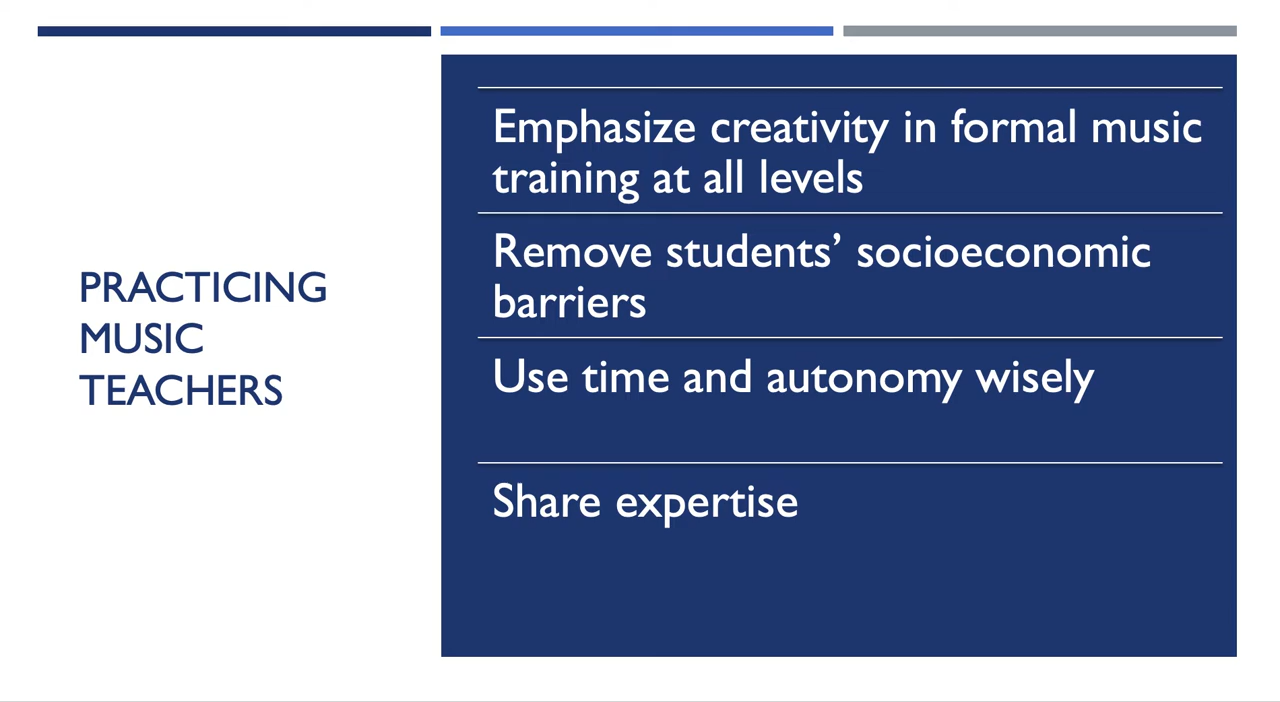 PRACTICING
MUSIC
TEACHERS
Emphasize creativity in formal music
training at all levels
Remove students’ socioeconomic
barriers
Use time and autonomy wisely
Share expertise